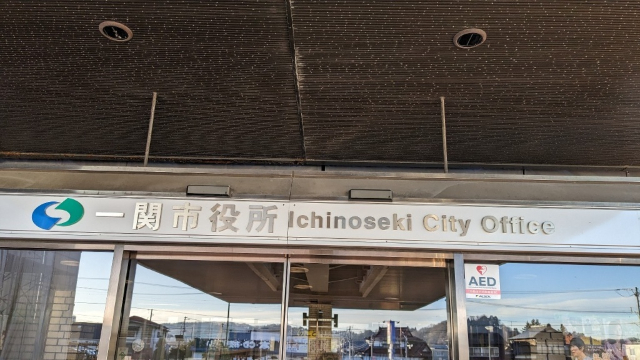 一関市役所 Ichinoseki City Office
AED